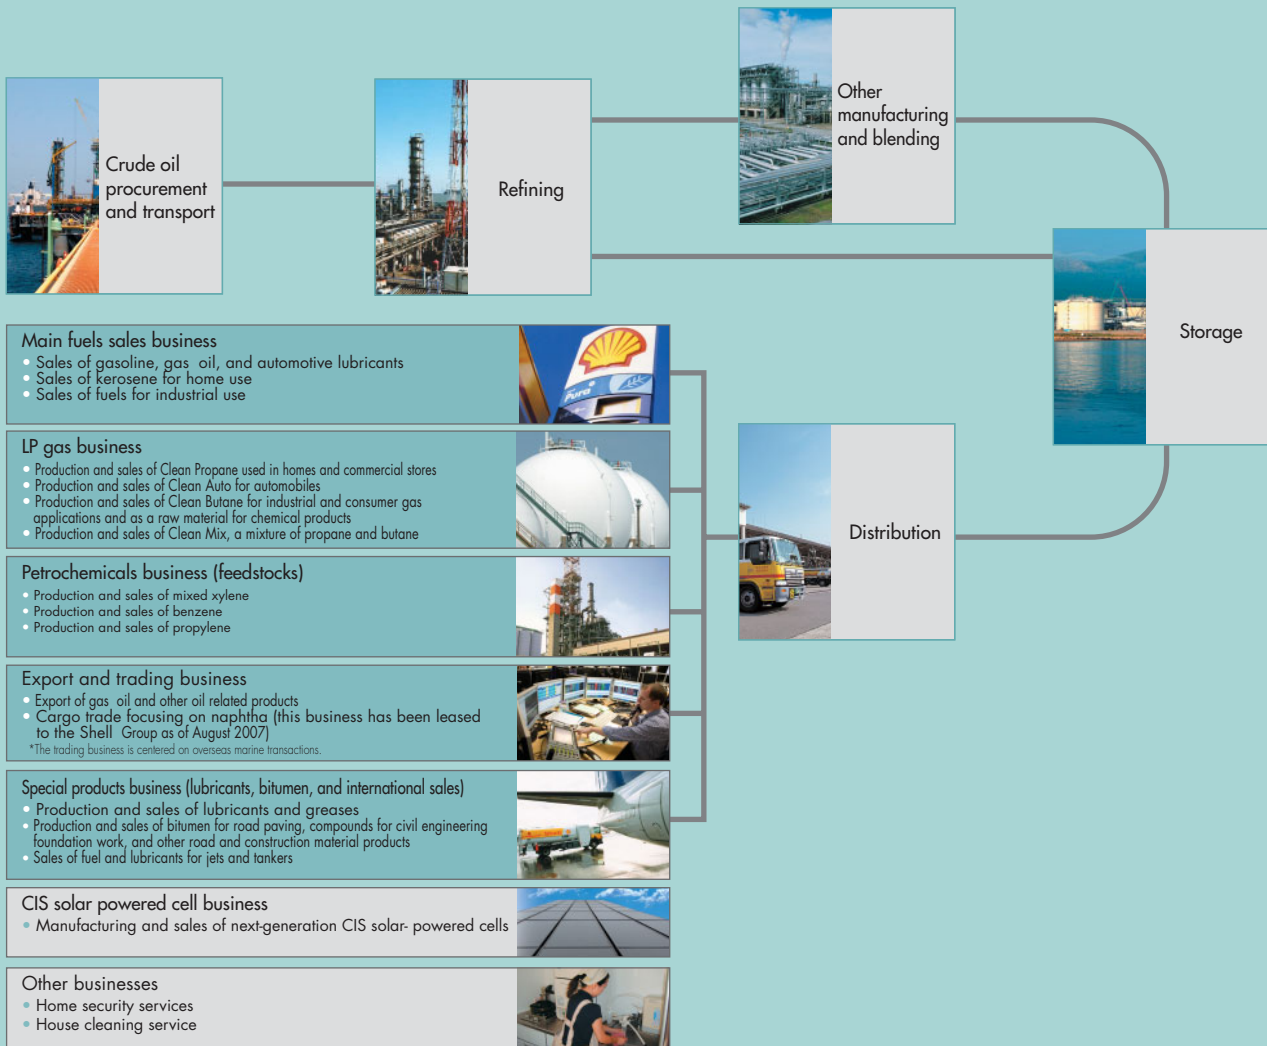 Crude oil
procurement
and transport
Refining
Other
manufacturing
and blending
Storage
Distribution
Main fuels sales business
• Sales of gasoline, gas oil, and automotive lubricants
• Sales of kerosene for home use
• Sales of fuels for industrial use
Pura
LP gas business
• Production and sales of Clean Propane used in homes and commercial stores
• Production and sales of Clean Auto for automobiles
• Production and sales of Clean Butane for industrial and consumer gas
applications and as a raw material for chemical products
• Production and sales of Clean Mix, a mixture of propane and butane
Petrochemicals business (feedstocks)
• Production and sales of mixed xylene
• Production and sales of benzene
• Production and sales of propylene
Export and trading business
• Export of gas oil and other oil related products
• Cargo trade focusing on naphtha (this business has been leased
to the Shell Group as of August 2007)
*The trading business is centered on overseas marine transactions.
Special products business (lubricants, bitumen, and international sales)
• Production and sales of lubricants and greases
• Production and sales of bitumen for road paving, compounds for civil engineering
foundation work, and other road and construction material products
• Sales of fuel and lubricants for jets and tankers
CIS solar powered cell business
• Manufacturing and sales of next-generation CIS solar- powered cells
Other businesses
• Home security services
• House cleaning service